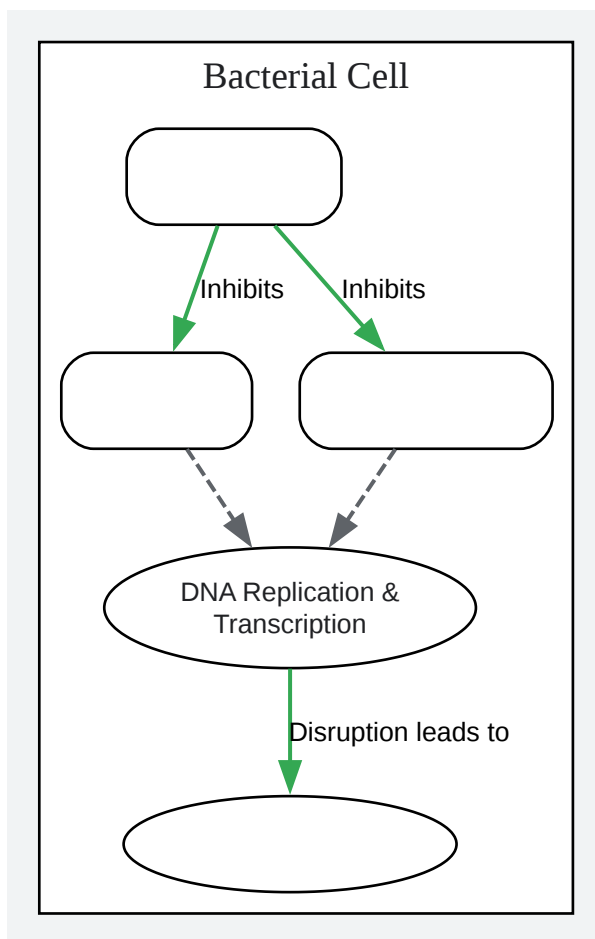 Bacterial Cell
Inhibits
Inhibits
DNA Replication &
Transcription
Disruption leads to